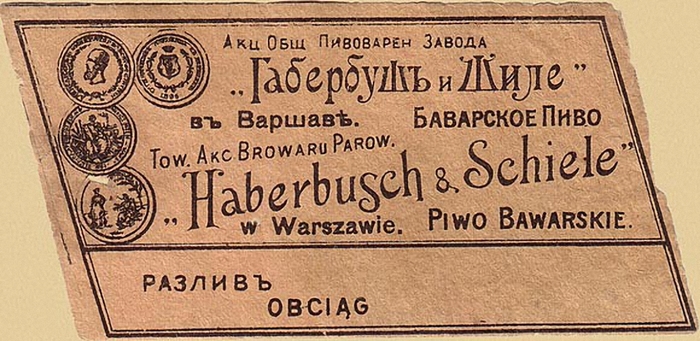 Акц Общ Пивоварен Завода
„Габербушъ и Шиле”
въ Варшавѣ. Баварское Пиво
Tow. Akc Browaru Parow.
„Haberbusch & Schiele”
w Warszawie. Piwo Bawarskie.
Разливъ
Obciąg